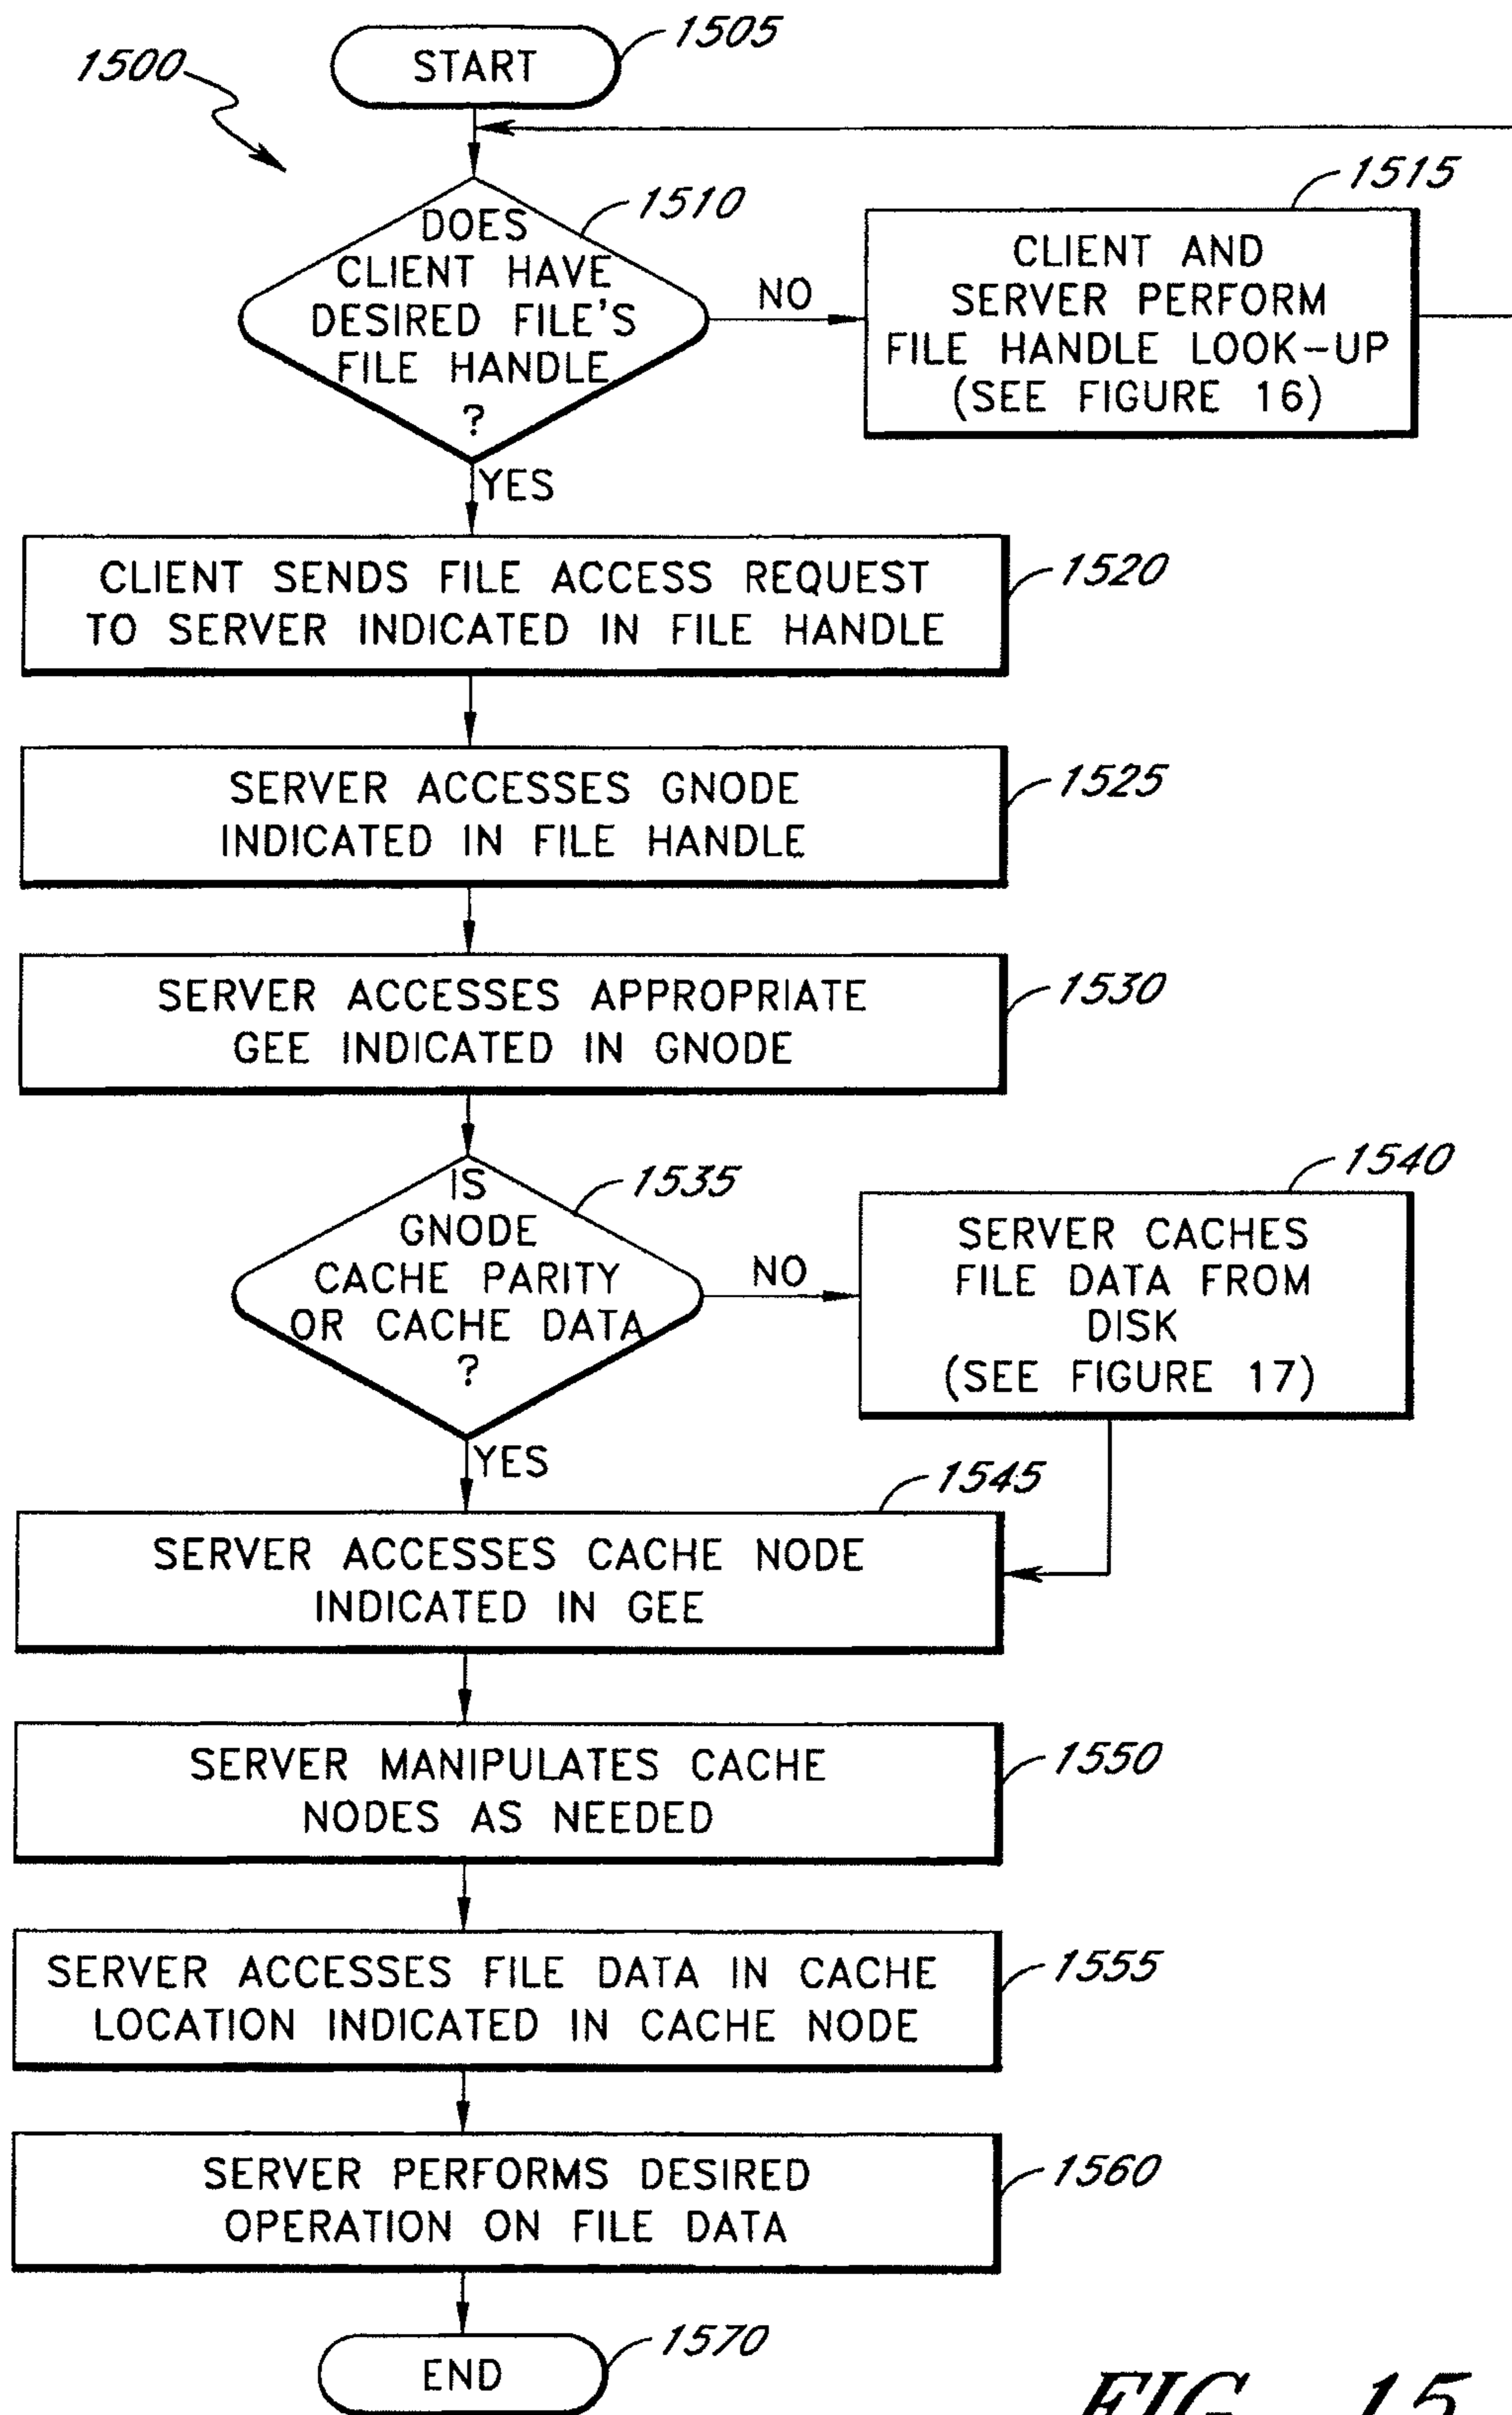 START
1505
1500
DOES
CLIENT HAVE
DESIRED FILE'S
FILE HANDLE
?
1510
NO
1515
CLIENT AND
SERVER PERFORM
FILE HANDLE LOOK-UP
(SEE FIGURE 16)
YES
CLIENT SENDS FILE ACCESS REQUEST
TO SERVER INDICATED IN FILE HANDLE
1520
SERVER ACCESSES GNODE
INDICATED IN FILE HANDLE
1525
SERVER ACCESSES APPROPRIATE
GEE INDICATED IN GNODE
1530
IS
GNODE
CACHE PARITY
OR CACHE DATA
?
1535
NO
1540
SERVER CACHES
FILE DATA FROM
DISK
(SEE FIGURE 17)
YES
1545
SERVER ACCESSES CACHE NODE
INDICATED IN GEE
SERVER MANIPULATES CACHE
NODES AS NEEDED
1550
SERVER ACCESSES FILE DATA IN CACHE
LOCATION INDICATED IN CACHE NODE
1555
SERVER PERFORMS DESIRED
OPERATION ON FILE DATA
1560
END
1570
FIG. 15